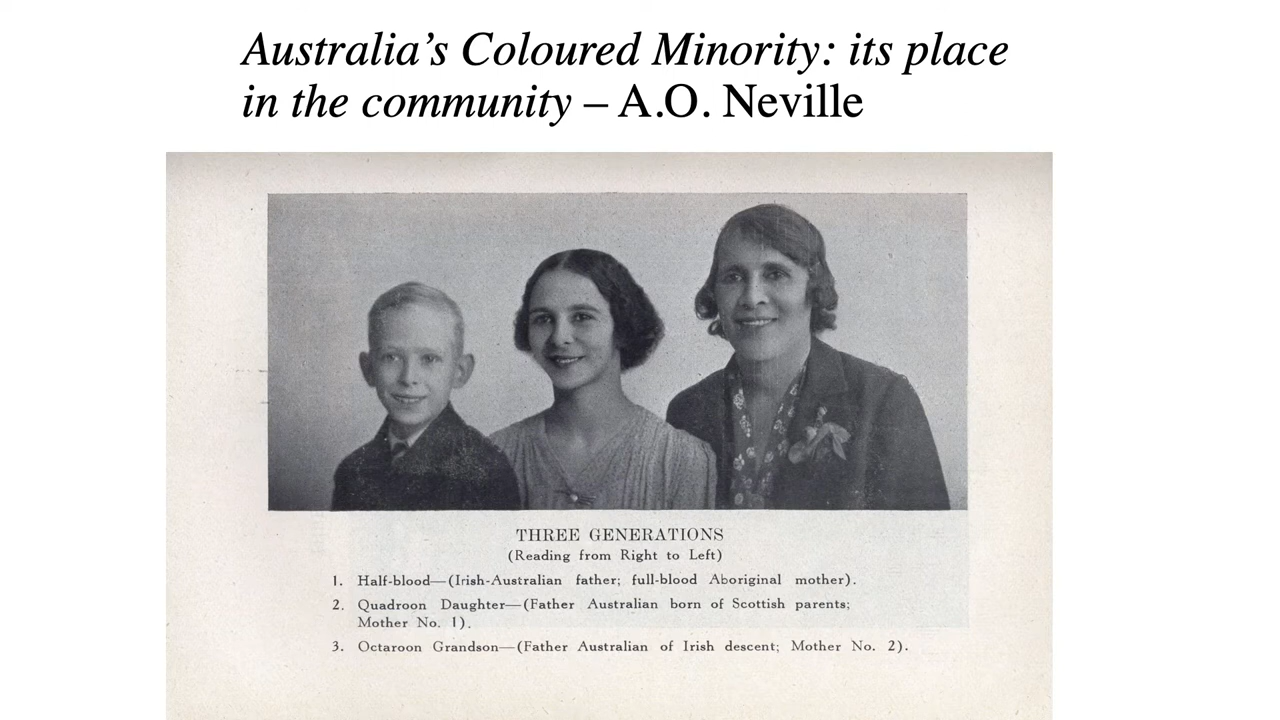 Australia's Coloured Minority: its place
in the community – A.O. Neville
THREE GENERATIONS
(Reading from Right to Left)
1. Half-blood—(Irish-Australian father; full-blood Aboriginal mother).
2. Quadroon Daughter—(Father Australian born of Scottish parents;
Mother No. 1).
3. Octaroon Grandson—(Father Australian of Irish descent; Mother No. 2).